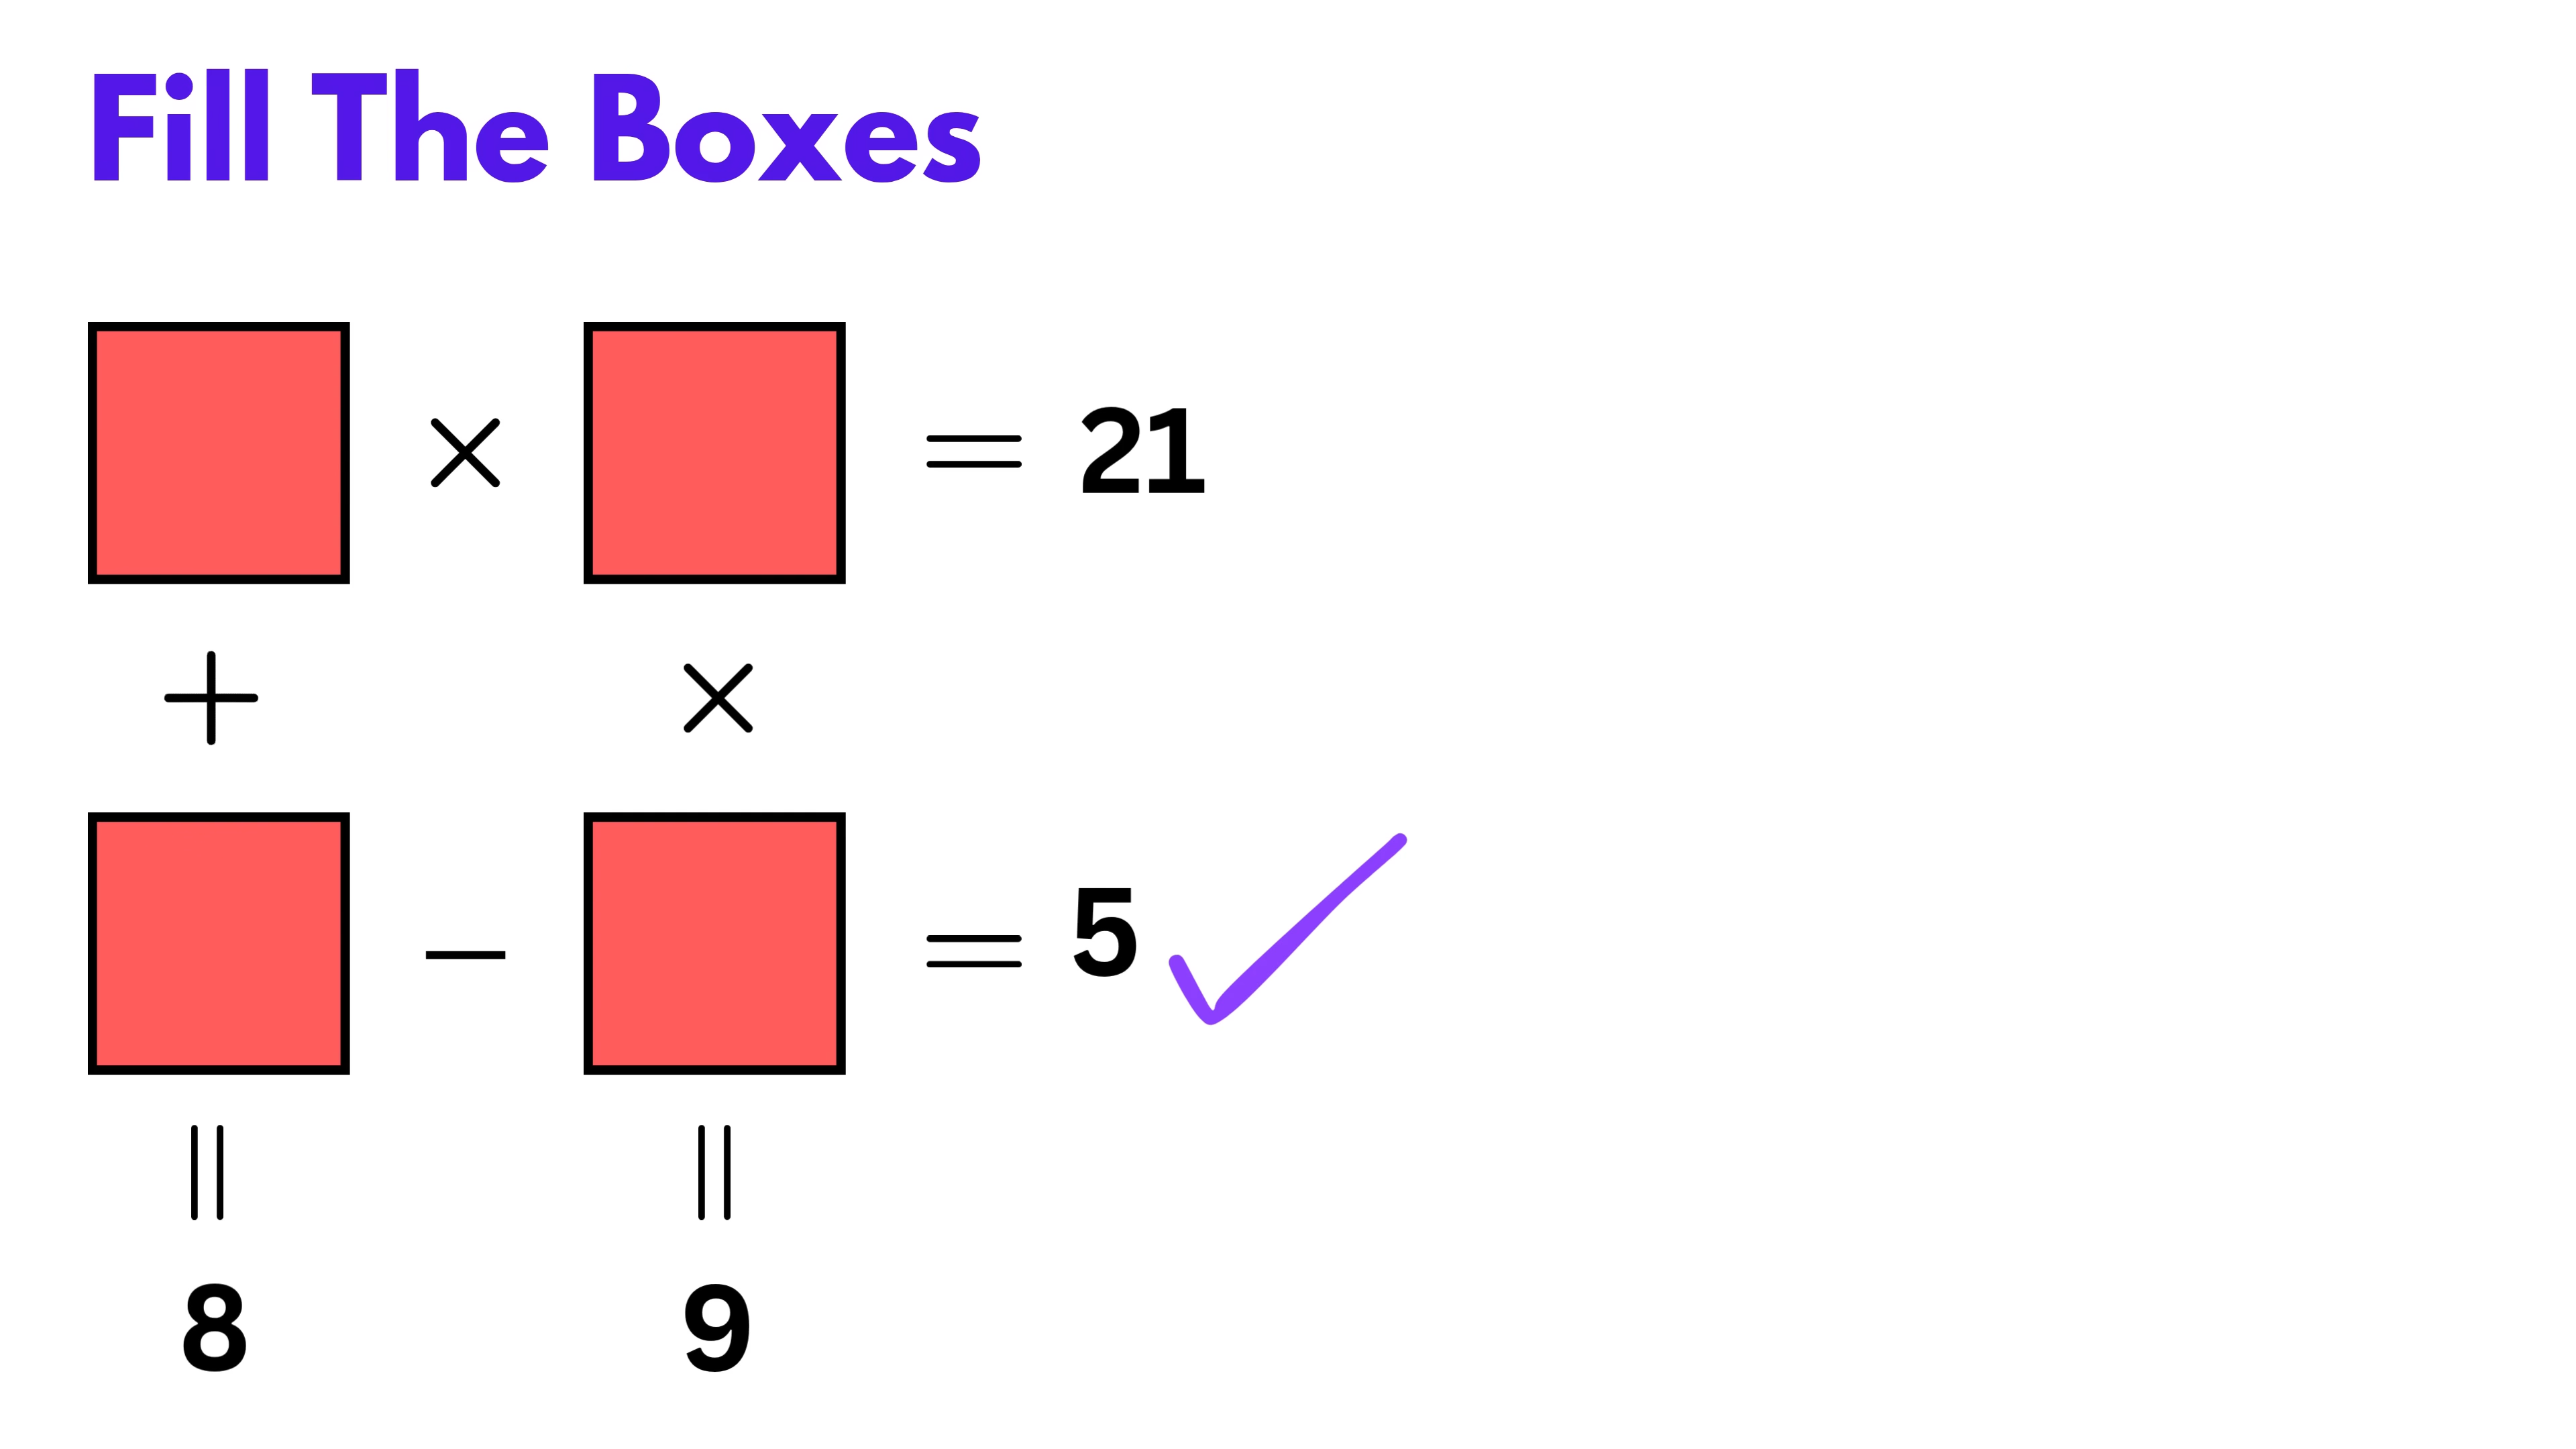 Fill The Boxes
× = 21
+ ×
− = 5
= =
8 9